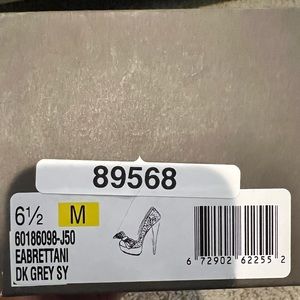 89568
6½ M
60186098-J50
EABRETTANI
DK GREY SY
6 72902 62255 2